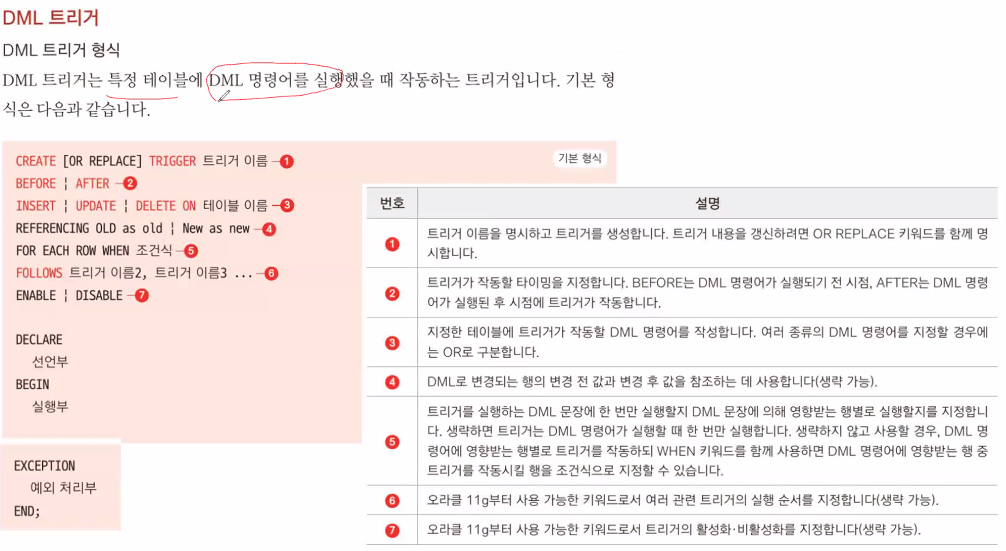 DML 트리거
DML 트리거 형식
DML 트리거는 특정 테이블에 DML 명령어를 실행했을 때 작동하는 트리거입니다. 기본 형
식은 다음과 같습니다.
기본 형식
CREATE [OR REPLACE] TRIGGER 트리거 이름 1
BEFORE ¦ AFTER 2
INSERT ¦ UPDATE ¦ DELETE ON 테이블 이름 3
REFERENCING OLD as old ¦ New as new 4
FOR EACH ROW WHEN 조건식 5
FOLLOWS 트리거 이름2, 트리거 이름3 ... 6
ENABLE ¦ DISABLE 7
DECLARE
선언부
BEGIN
실행부
EXCEPTION
예외 처리부
END;
번호 설명
1 트리거 이름을 명시하고 트리거를 생성합니다. 트리거 내용을 갱신하려면 OR REPLACE 키워드를 함께 명
시합니다.
2 트리거가 작동할 타이밍을 지정합니다. BEFORE는 DML 명령어가 실행되기 전 시점, AFTER는 DML 명령
어가 실행된 후 시점에 트리거가 작동합니다.
3 지정한 테이블에 트리거가 작동할 DML 명령어를 작성합니다. 여러 종류의 DML 명령어를 지정할 경우에
는 OR로 구분합니다.
4 DML로 변경되는 행의 변경 전 값과 변경 후 값을 참조하는 데 사용합니다(생략 가능).
5 트리거를 실행하는 DML 문장에 한 번만 실행할지 DML 문장에 의해 영향받는 행별로 실행할지를 지정합니
다. 생략하면 트리거는 DML 명령어가 실행할 때 한 번만 실행합니다. 생략하지 않고 사용할 경우, DML 명
령어에 영향받는 행별로 트리거를 작동하되 WHEN 키워드를 함께 사용하면 DML 명령어에 영향받는 행 중
트리거를 작동시킬 행을 조건식으로 지정할 수 있습니다.
6 오라클 11g부터 사용 가능한 키워드로서 여러 관련 트리거의 실행 순서를 지정합니다(생략 가능).
7 오라클 11g부터 사용 가능한 키워드로서 트리거의 활성화·비활성화를 지정합니다(생략 가능).